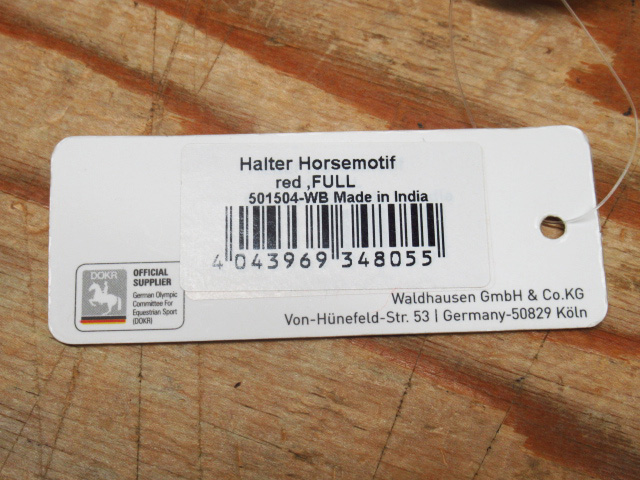 Halter Horsemotif
red ,FULL
501504-WB Made in India
4 043969 348055
DOKR
OFFICIAL
SUPPLIER
German Olympic
Committee For
Equestrian Sport
(DOKR)
Waldhausen GmbH & Co.KG
Von-Hünefeld-Str. 53 | Germany-50829 Köln